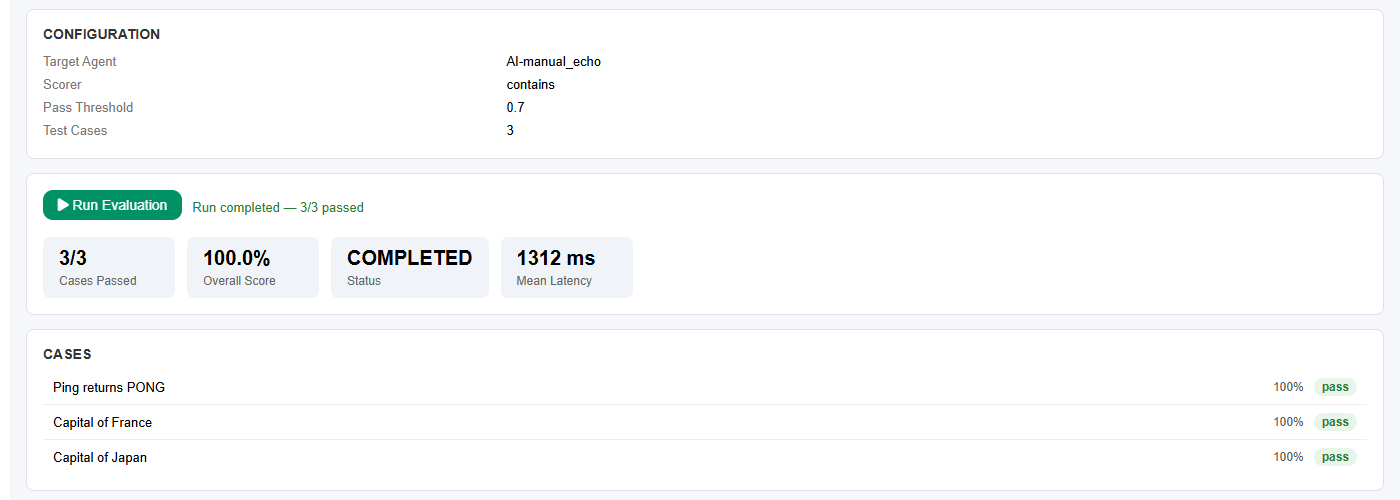 CONFIGURATION
Target Agent AI-manual_echo
Scorer contains
Pass Threshold 0.7
Test Cases 3
Run Evaluation Run completed — 3/3 passed
3/3 100.0% COMPLETED 1312 ms
Cases Passed Overall Score Status Mean Latency
CASES
Ping returns PONG 100% pass
Capital of France 100% pass
Capital of Japan 100% pass